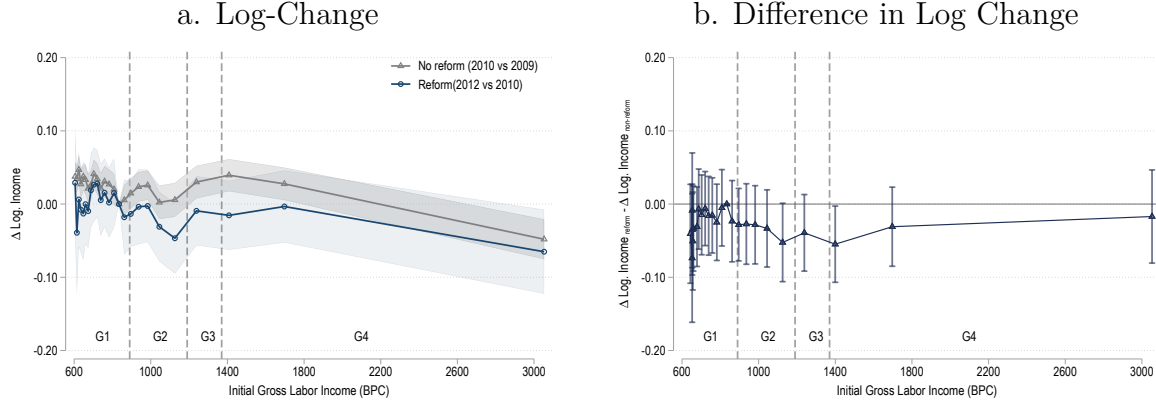 a. Log-Change
b. Difference in Log Change
0.20
0.10
0.00
-0.10
-0.20
Δ Log. Income
No reform (2010 vs 2009)
Reform(2012 vs 2010)
G1
G2
G3
G4
600
1000
1400
1800
2200
2600
3000
Initial Gross Labor Income (BPC)
0.20
0.10
0.00
-0.10
-0.20
Δ Log. Income reform - Δ Log. Income non-reform
G1
G2
G3
G4
600
1000
1400
1800
2200
2600
3000
Initial Gross Labor Income (BPC)